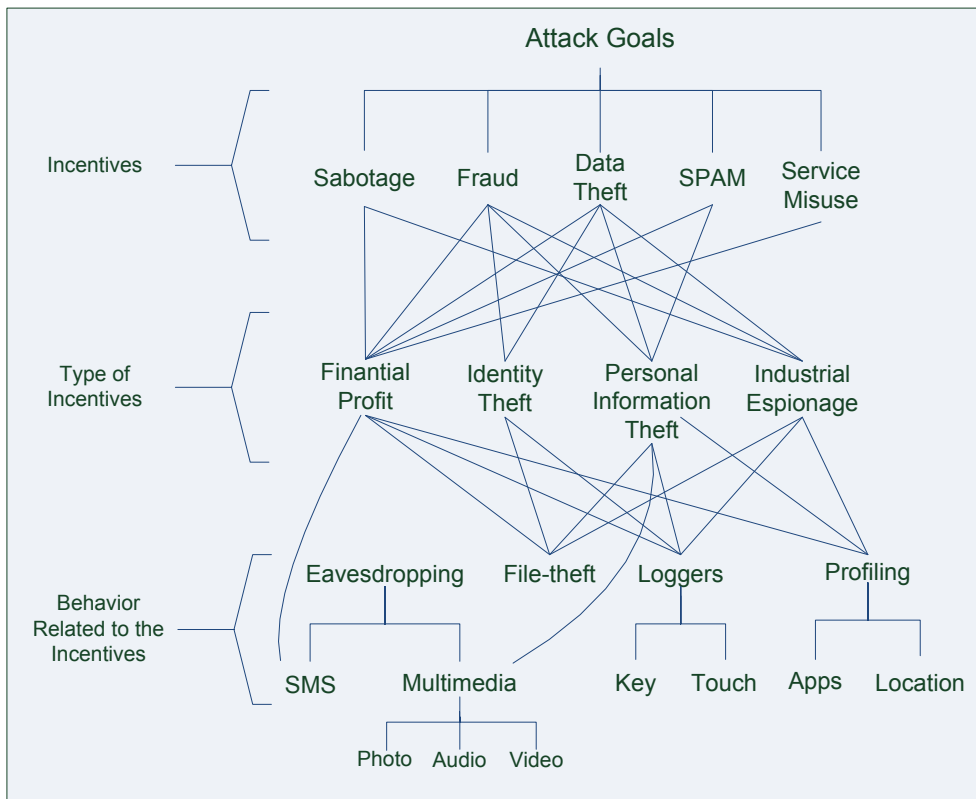 Attack Goals
Incentives
Sabotage
Fraud
Data
Theft
SPAM
Service
Misuse
Type of
Incentives
Finantial
Profit
Identity
Theft
Personal
Information
Theft
Industrial
Espionage
Behavior
Related to the
Incentives
Eavesdropping
File-theft
Loggers
Profiling
SMS
Multimedia
Key
Touch
Apps
Location
Photo
Audio
Video